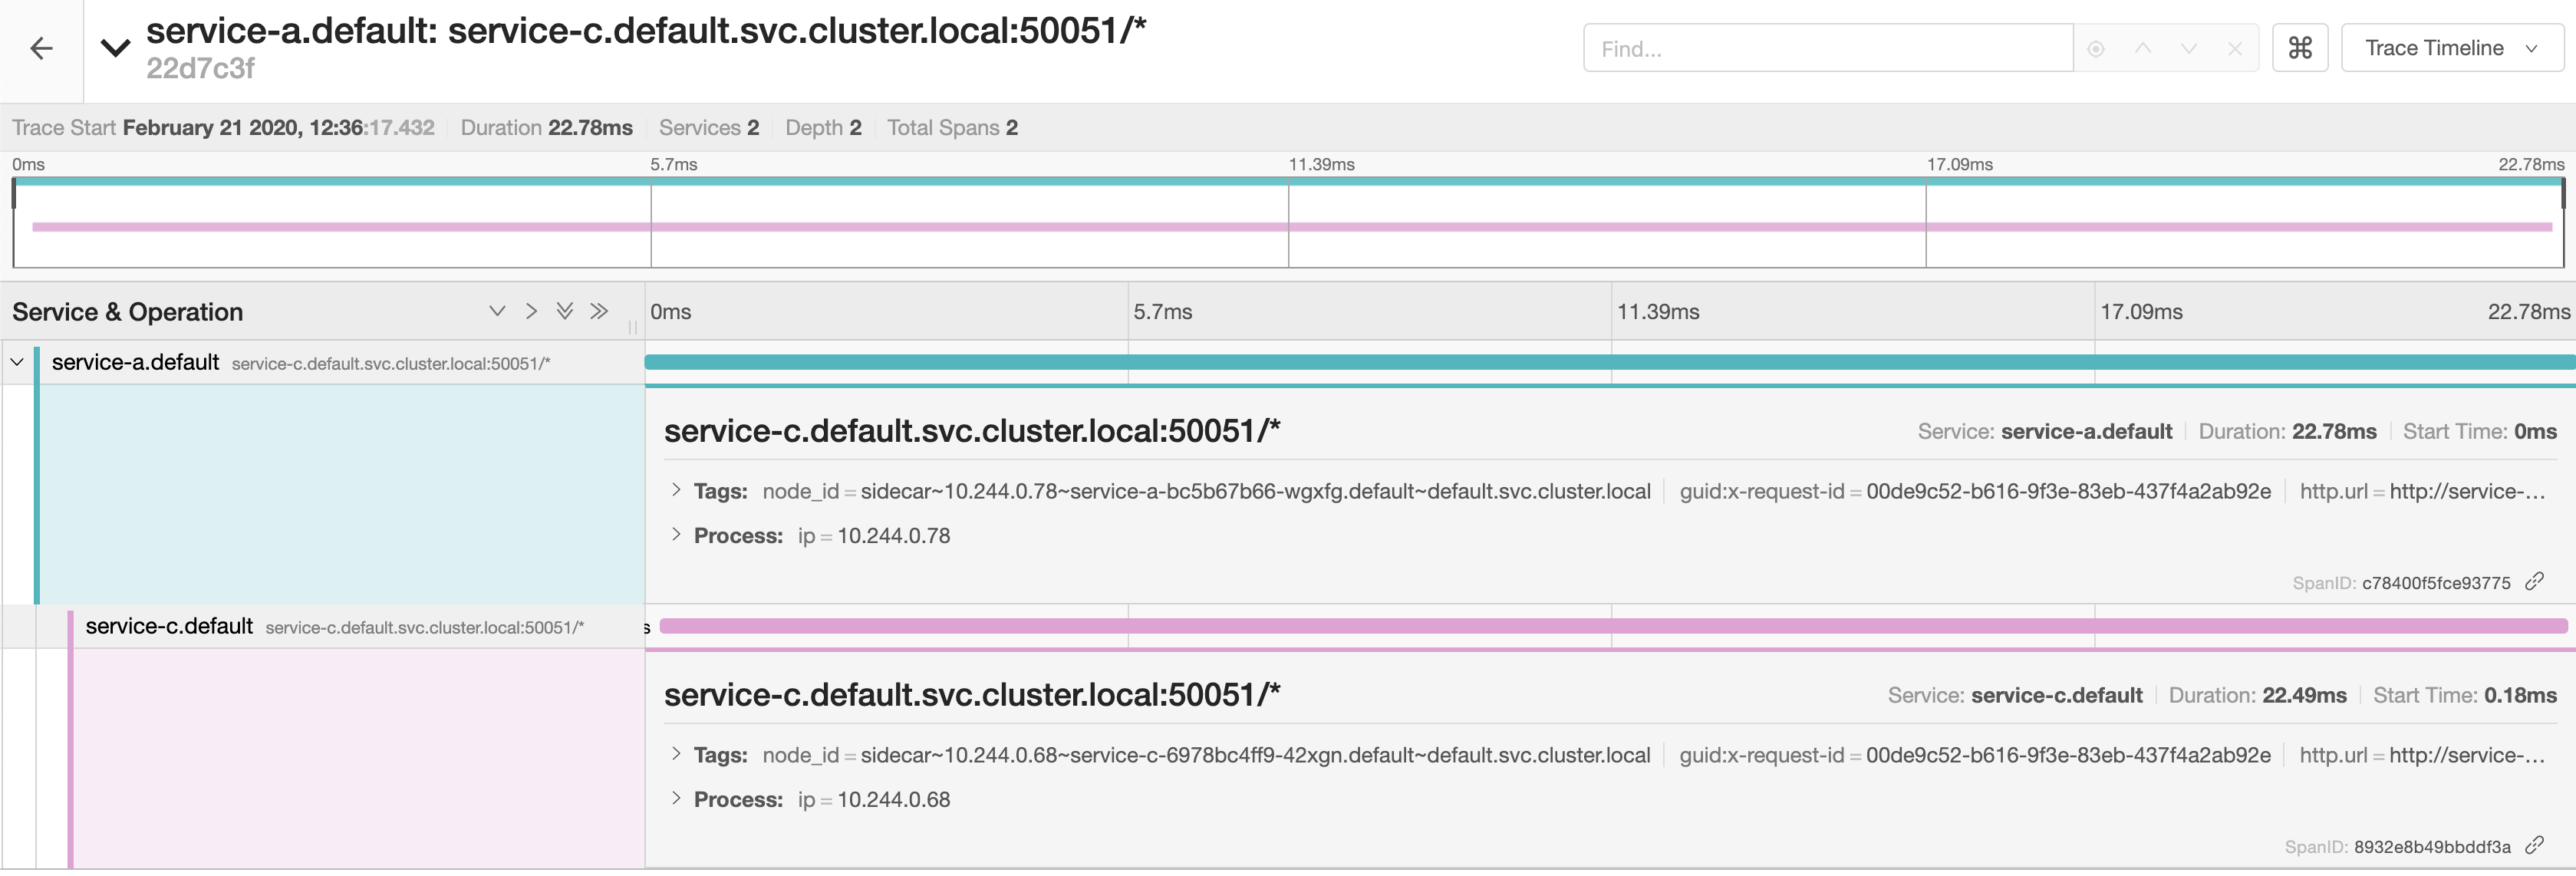 service-a.default: service-c.default.svc.cluster.local:50051/*
22d7c3f
Find...
Trace Timeline
Trace Start February 21 2020, 12:36:17.432 Duration 22.78ms Services 2 Depth 2 Total Spans 2
0ms 5.7ms 11.39ms 17.09ms 22.78ms
Service & Operation 0ms 5.7ms 11.39ms 17.09ms 22.78ms
service-a.default service-c.default.svc.cluster.local:50051/*
service-c.default.svc.cluster.local:50051/* Service: service-a.default Duration: 22.78ms Start Time: 0ms
Tags: node_id = sidecar~10.244.0.78~service-a-bc5b67b66-wgxfg.default~default.svc.cluster.local guid:x-request-id = 00de9c52-b616-9f3e-83eb-437f4a2ab92e http.url = http://service-...
Process: ip = 10.244.0.78
SpanID: c78400f5fce93775
service-c.default service-c.default.svc.cluster.local:50051/* s
service-c.default.svc.cluster.local:50051/* Service: service-c.default Duration: 22.49ms Start Time: 0.18ms
Tags: node_id = sidecar~10.244.0.68~service-c-6978bc4ff9-42xgn.default~default.svc.cluster.local guid:x-request-id = 00de9c52-b616-9f3e-83eb-437f4a2ab92e http.url = http://service-...
Process: ip = 10.244.0.68
SpanID: 8932e8b49bbddf3a